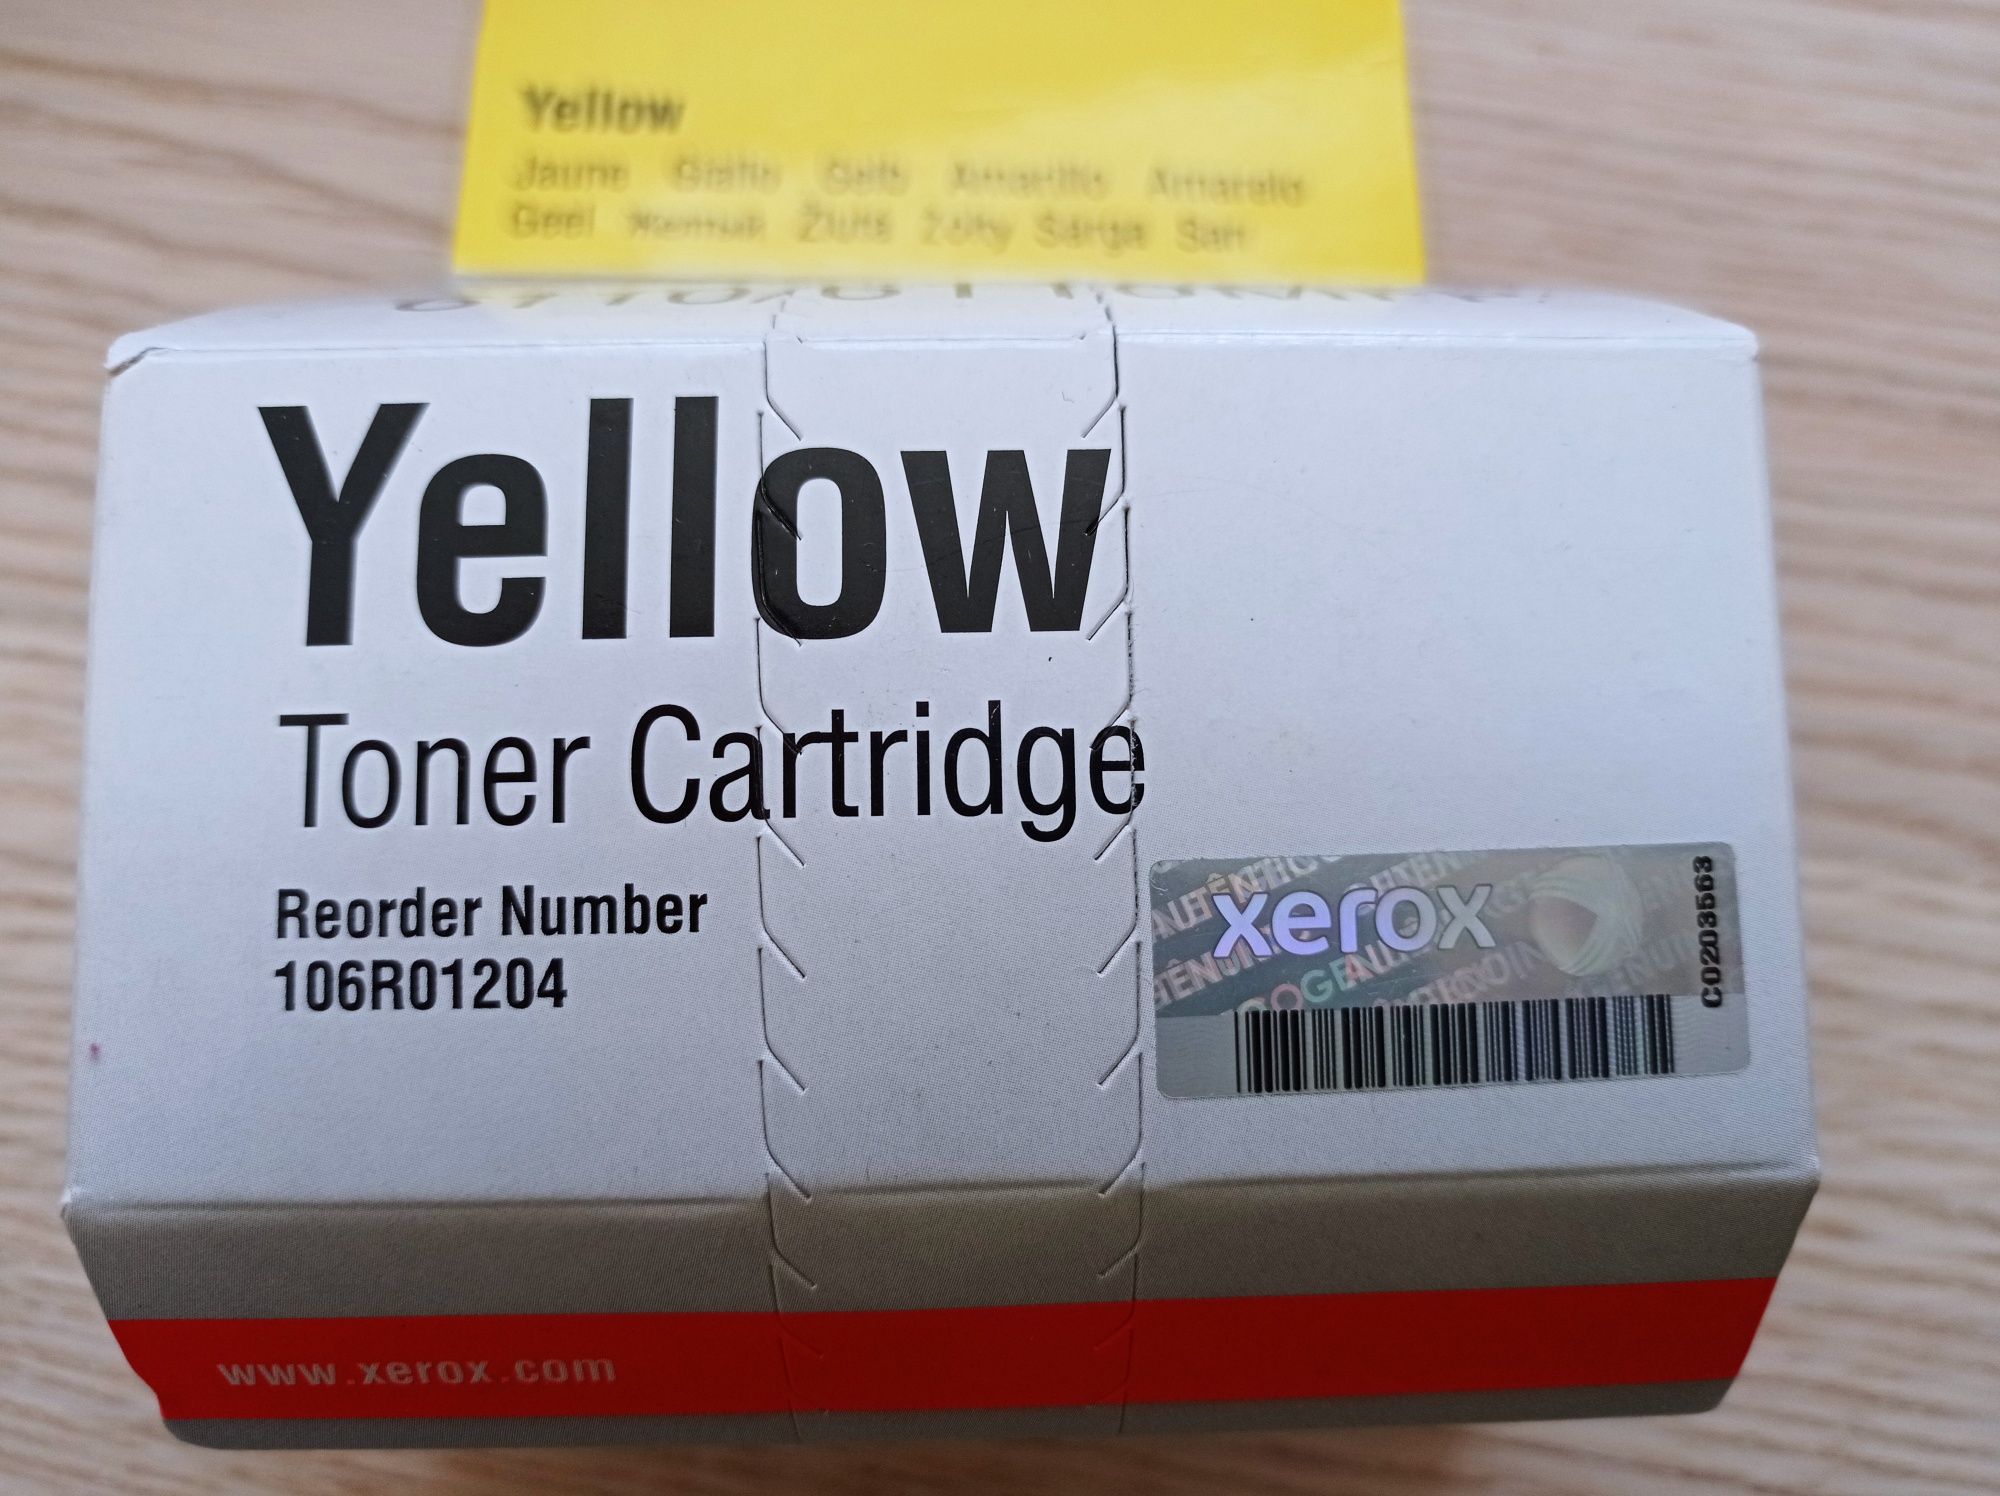 Yellow
Jaune Giallo Gelb Amarillo Amarelo
Geel Желтый Žlutá Żółty Sárga Sarı
Yellow
Toner Cartridge
Reorder Number
106R01204
xerox
C0203563
www.xerox.com